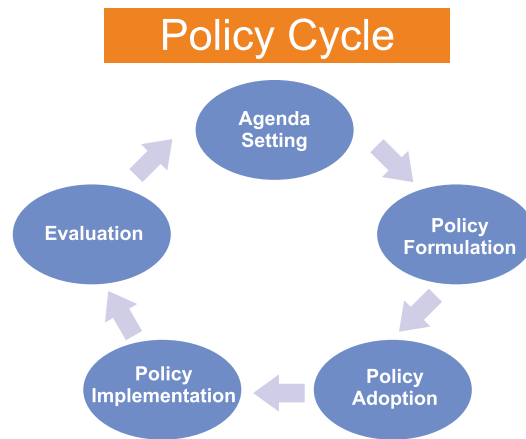 Policy Cycle
Agenda
Setting
Policy
Formulation
Policy
Adoption
Policy
Implementation
Evaluation